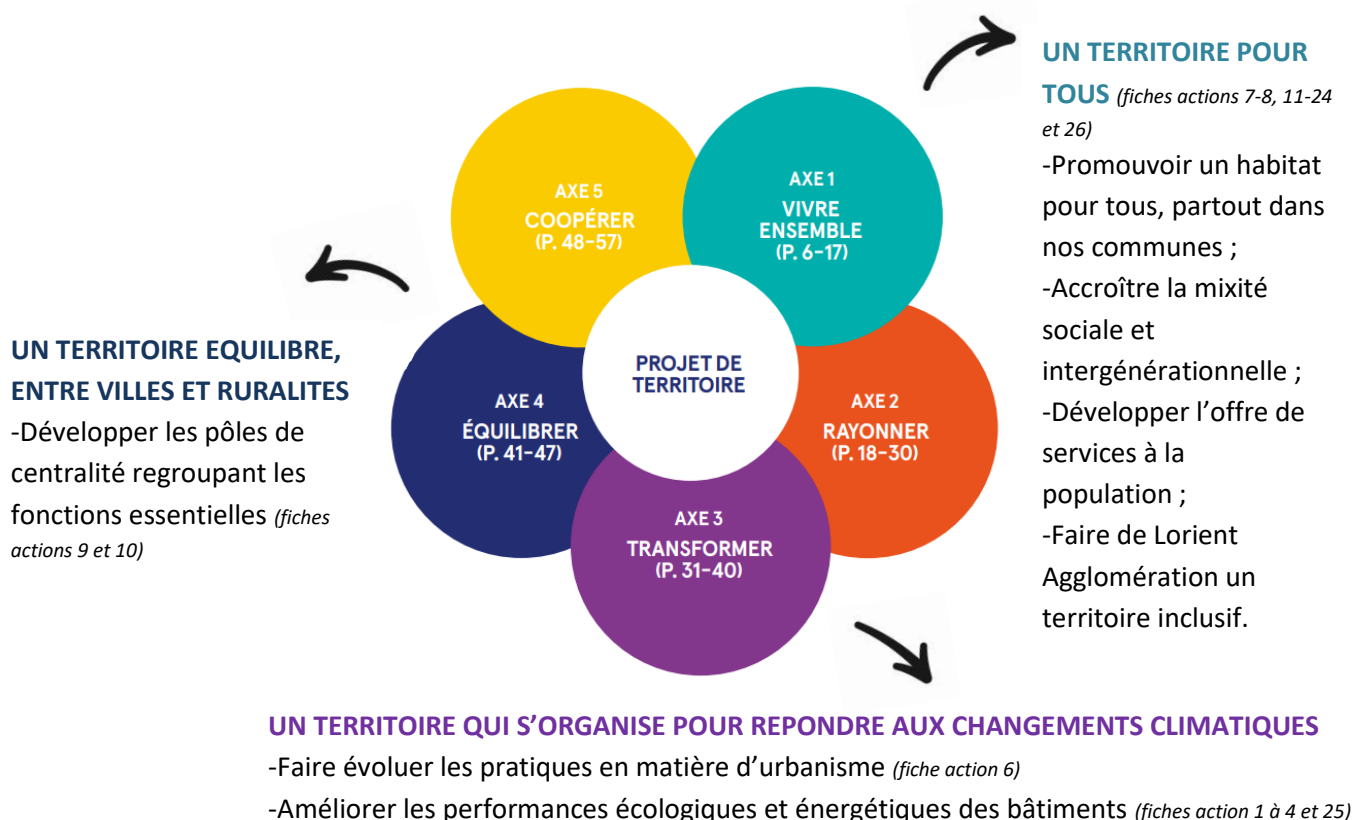 UN TERRITOIRE POUR
TOUS (fiches actions 7-8, 11-24
et 26)
-Promouvoir un habitat
pour tous, partout dans
nos communes ;
-Accroître la mixité
sociale et
intergénérationnelle ;
-Développer l’offre de
services à la
population ;
-Faire de Lorient
Agglomération un
territoire inclusif.
AXE 5
COOPÉRER
(P. 48-57)
AXE 1
VIVRE
ENSEMBLE
(P. 6-17)
PROJET DE
TERRITOIRE
AXE 4
ÉQUILIBRER
(P. 41-47)
AXE 2
RAYONNER
(P. 18-30)
AXE 3
TRANSFORMER
(P. 31-40)
UN TERRITOIRE EQUILIBRE,
ENTRE VILLES ET RURALITES
-Développer les pôles de
centralité regroupant les
fonctions essentielles (fiches
actions 9 et 10)
UN TERRITOIRE QUI S’ORGANISE POUR REPONDRE AUX CHANGEMENTS CLIMATIQUES
-Faire évoluer les pratiques en matière d’urbanisme (fiche action 6)
-Améliorer les performances écologiques et énergétiques des bâtiments (fiches action 1 à 4 et 25)